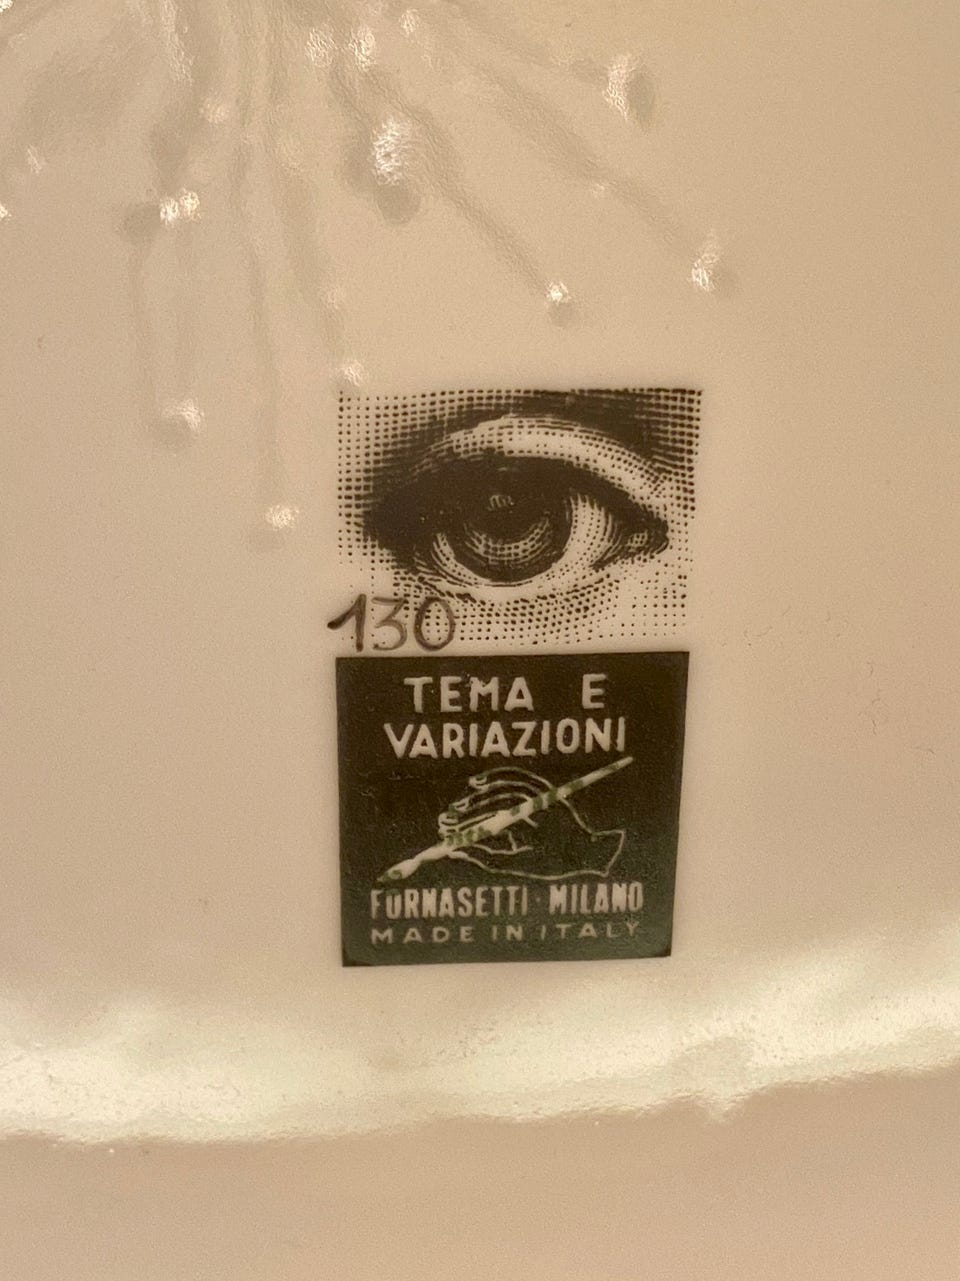 130
TEMA E
VARIAZIONI
FORNASETTI · MILANO
MADE IN ITALY